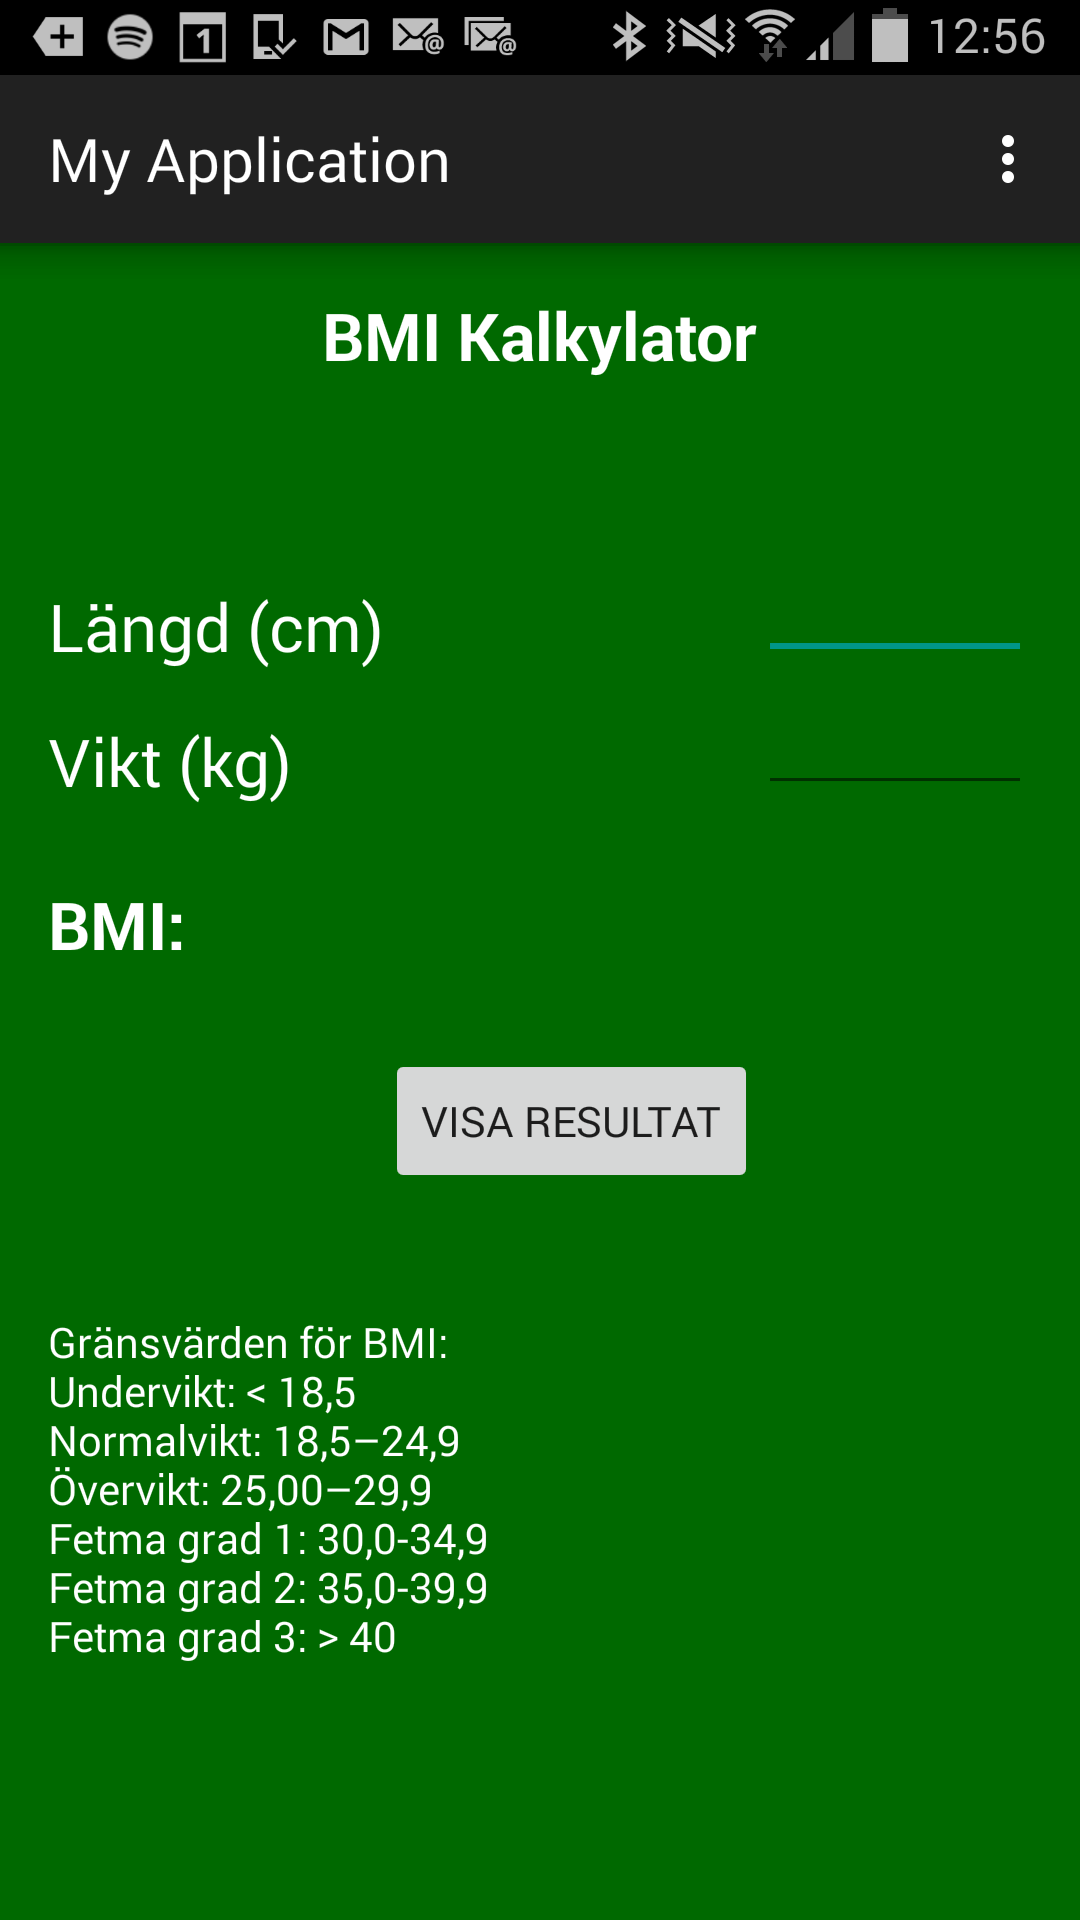 1 12:56
My Application
BMI Kalkylator
Längd (cm)
Vikt (kg)
BMI:
VISA RESULTAT
Gränsvärden för BMI:
Undervikt: < 18,5
Normalvikt: 18,5–24,9
Övervikt: 25,00–29,9
Fetma grad 1: 30,0-34,9
Fetma grad 2: 35,0-39,9
Fetma grad 3: > 40